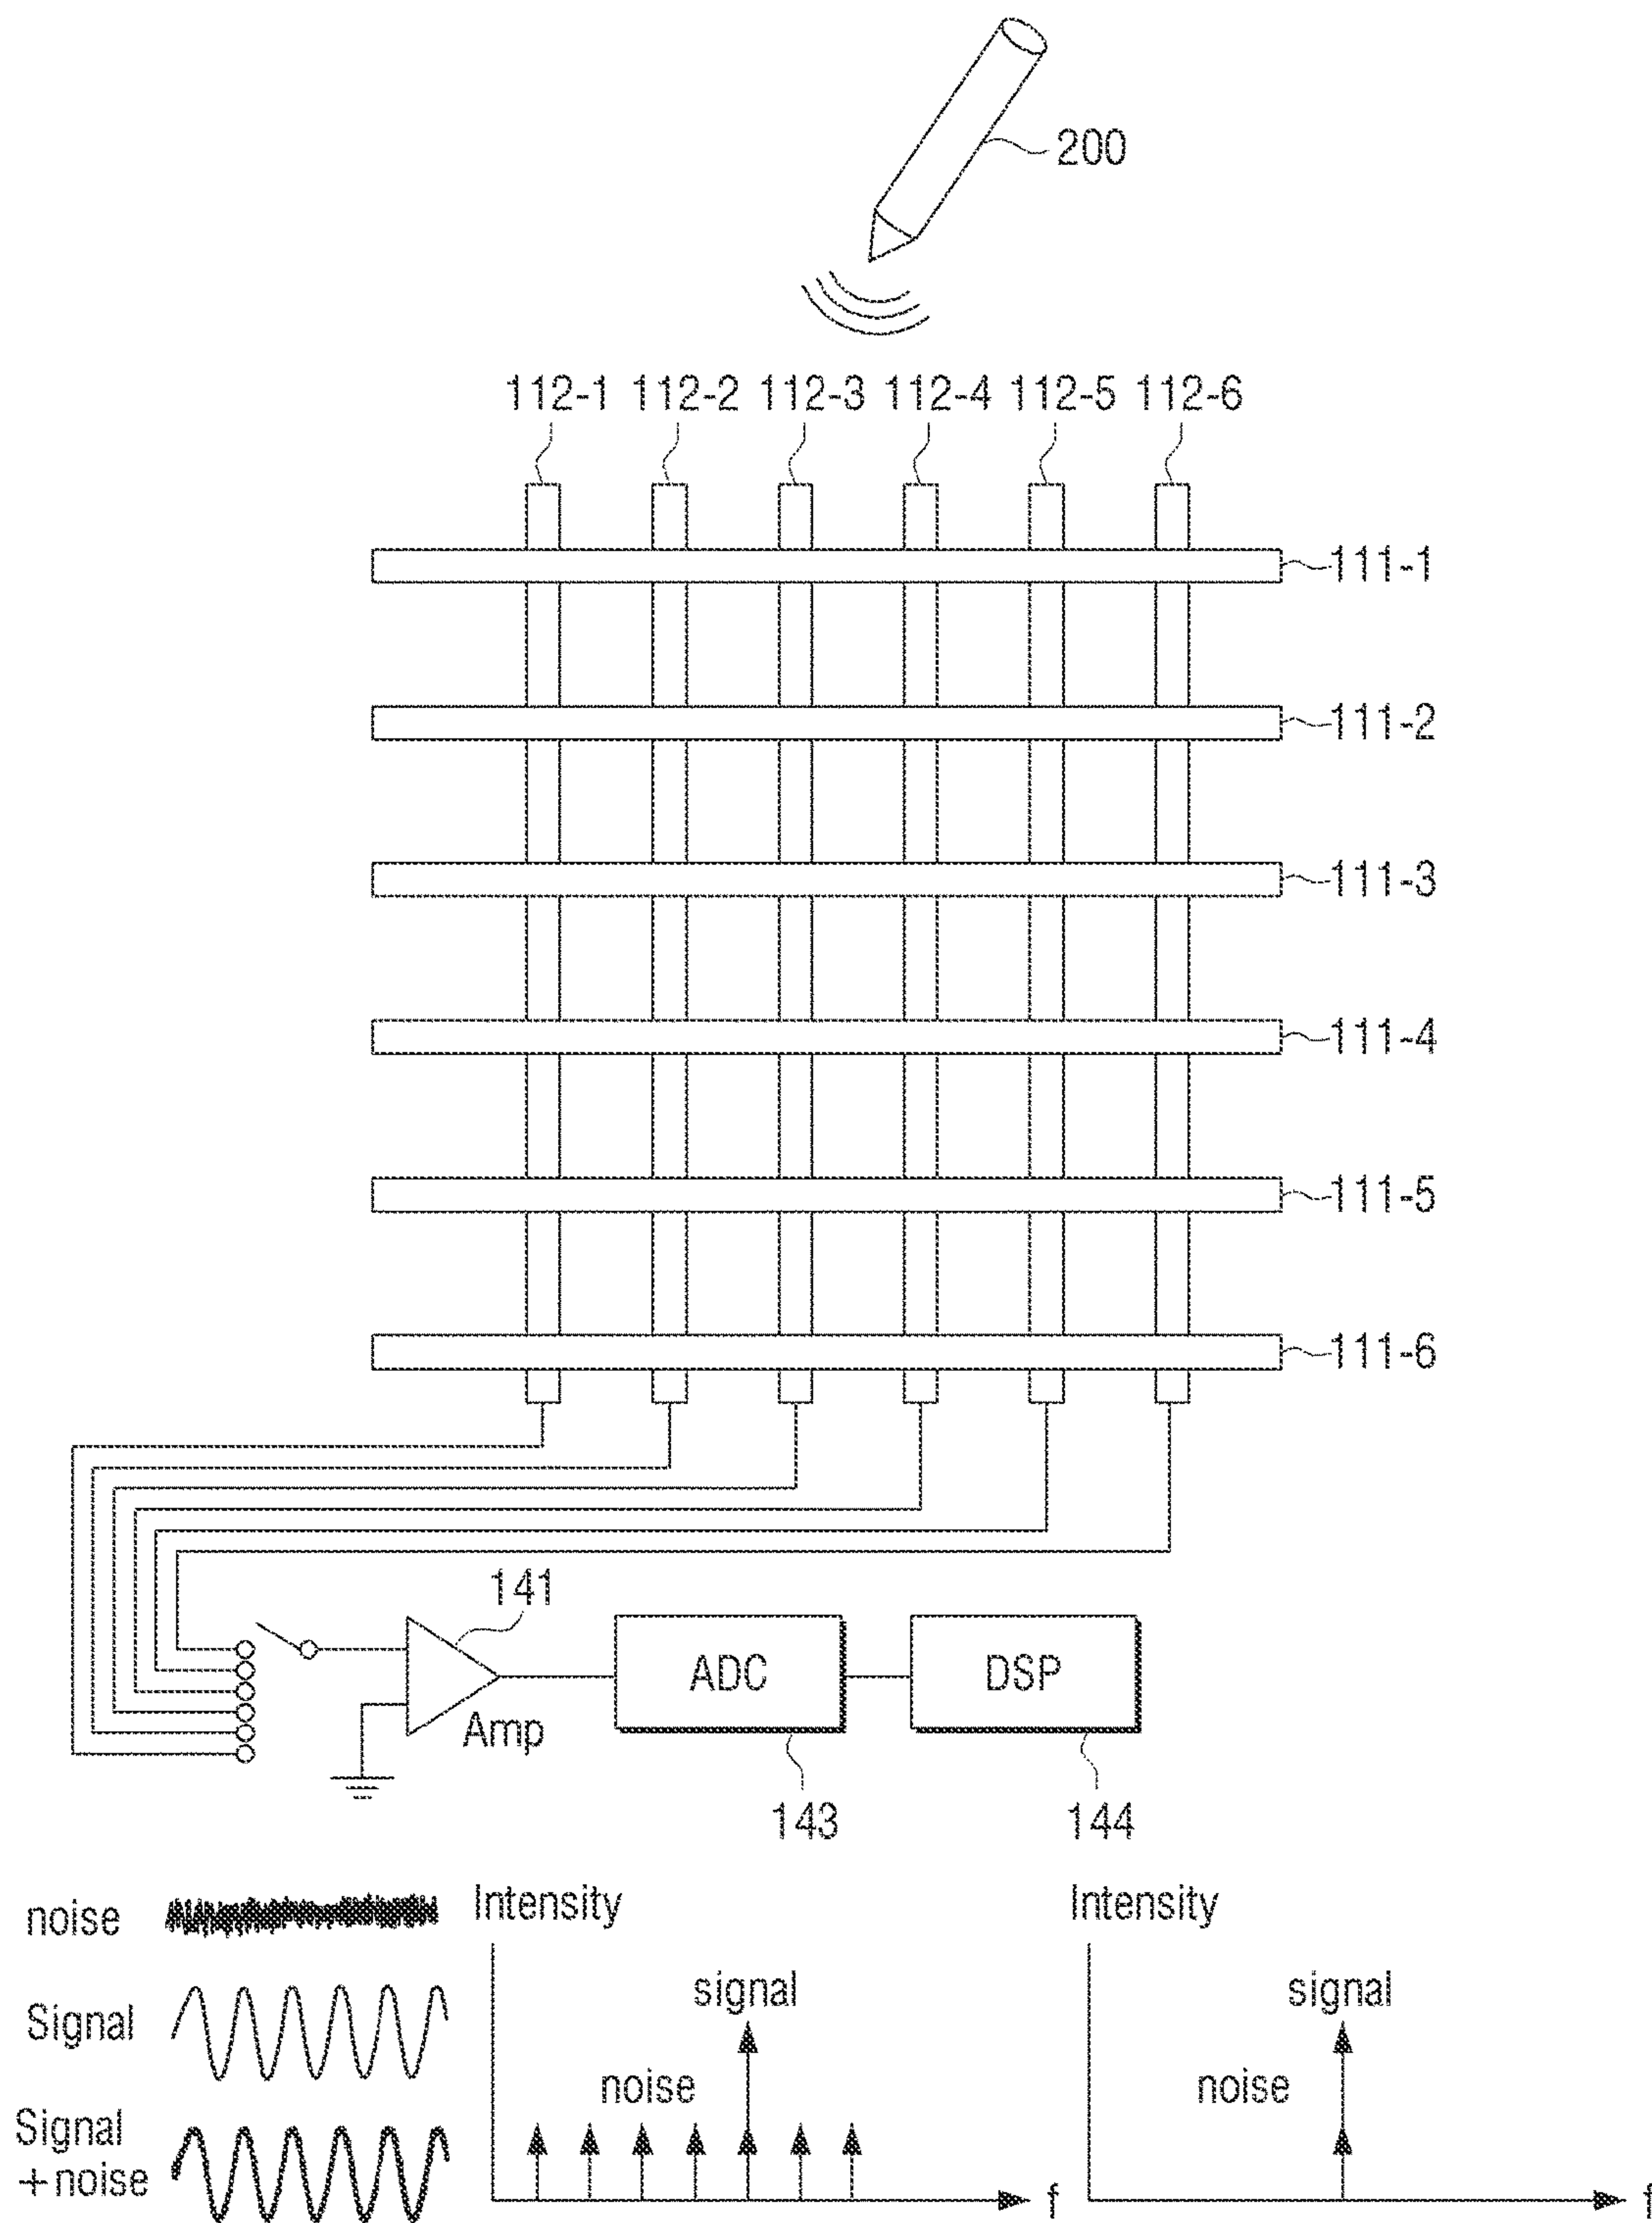 200
112-1 112-2 112-3 112-4 112-5 112-6
111-1
111-2
111-3
111-4
111-5
111-6
141
Amp
ADC
DSP
143
144
noise
Signal
Signal
+noise
Intensity
signal
noise
f
Intensity
signal
noise
f